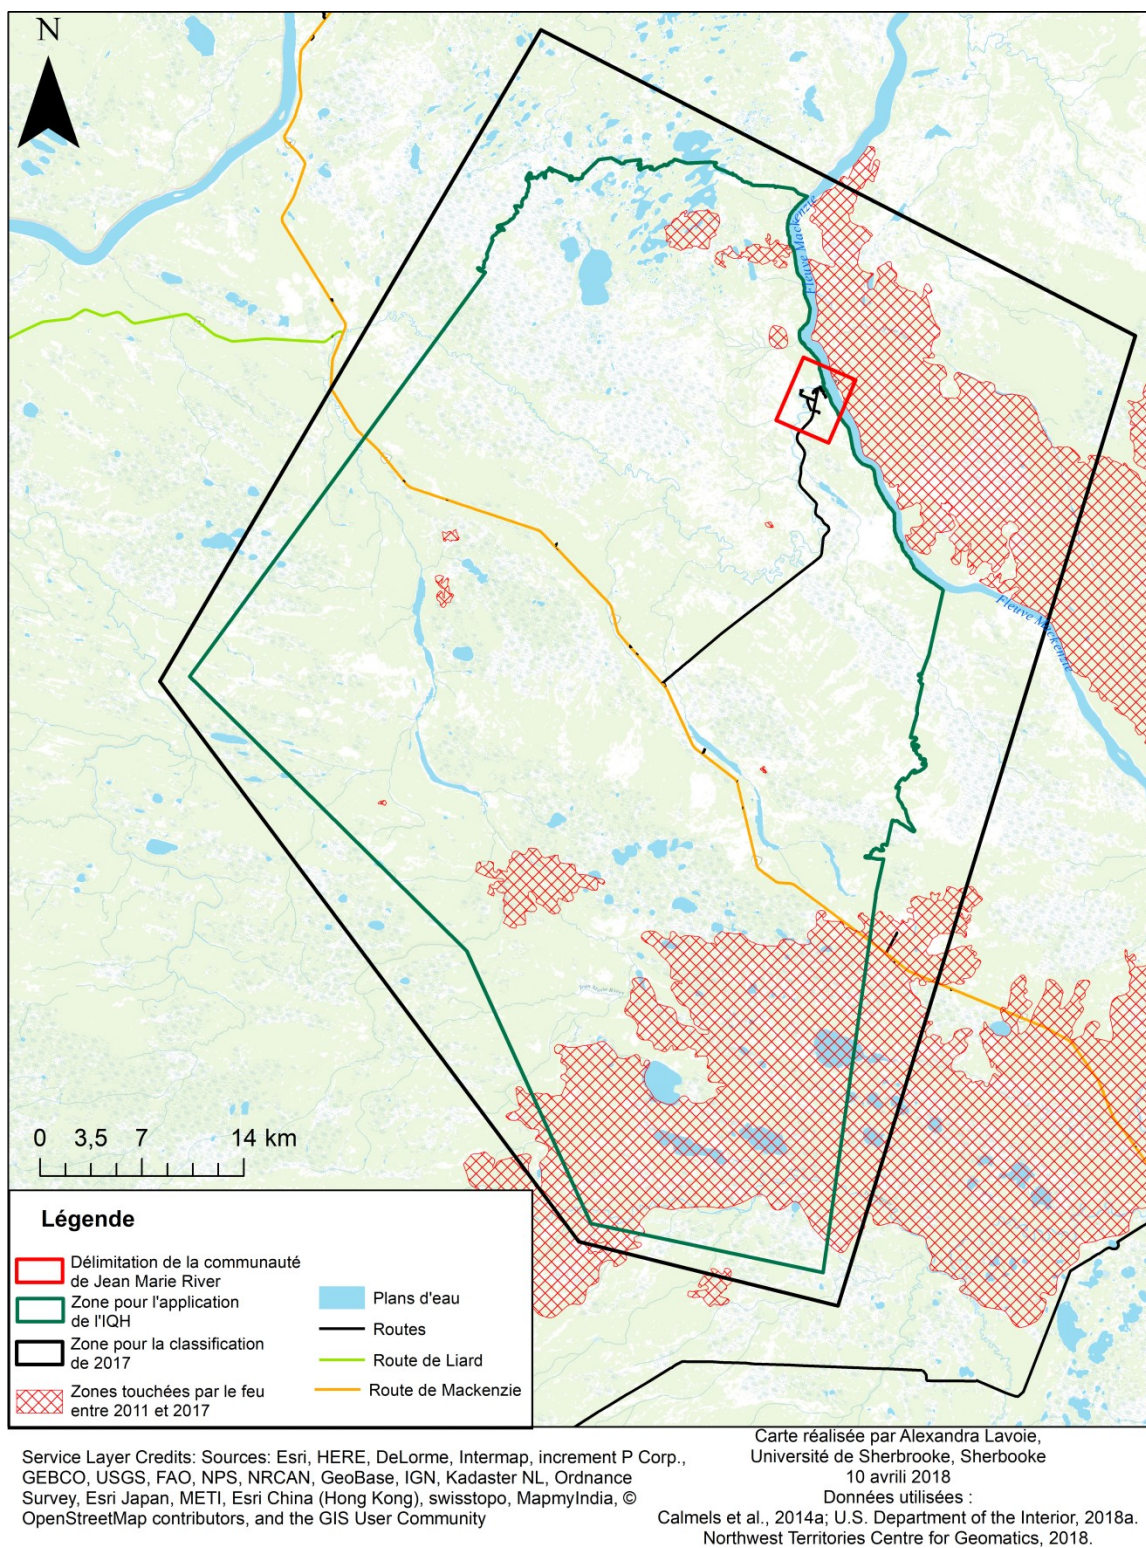 N
Fleuve Mackenzie
Fleuve Mackenzie
Jean Marie River
0 3,5 7 14 km
Légende
Délimitation de la communauté
de Jean Marie River
Zone pour l'application
de l'IQH
Zone pour la classification
de 2017
Zones touchées par le feu
entre 2011 et 2017
Plans d'eau
Routes
Route de Liard
Route de Mackenzie
Service Layer Credits: Sources: Esri, HERE, DeLorme, Intermap, increment P Corp.,
GEBCO, USGS, FAO, NPS, NRCAN, GeoBase, IGN, Kadaster NL, Ordnance
Survey, Esri Japan, METI, Esri China (Hong Kong), swisstopo, MapmyIndia, ©
OpenStreetMap contributors, and the GIS User Community
Carte réalisée par Alexandra Lavoie,
Université de Sherbrooke, Sherbooke
10 avrili 2018
Données utilisées :
Calmels et al., 2014a; U.S. Department of the Interior, 2018a.
Northwest Territories Centre for Geomatics, 2018.